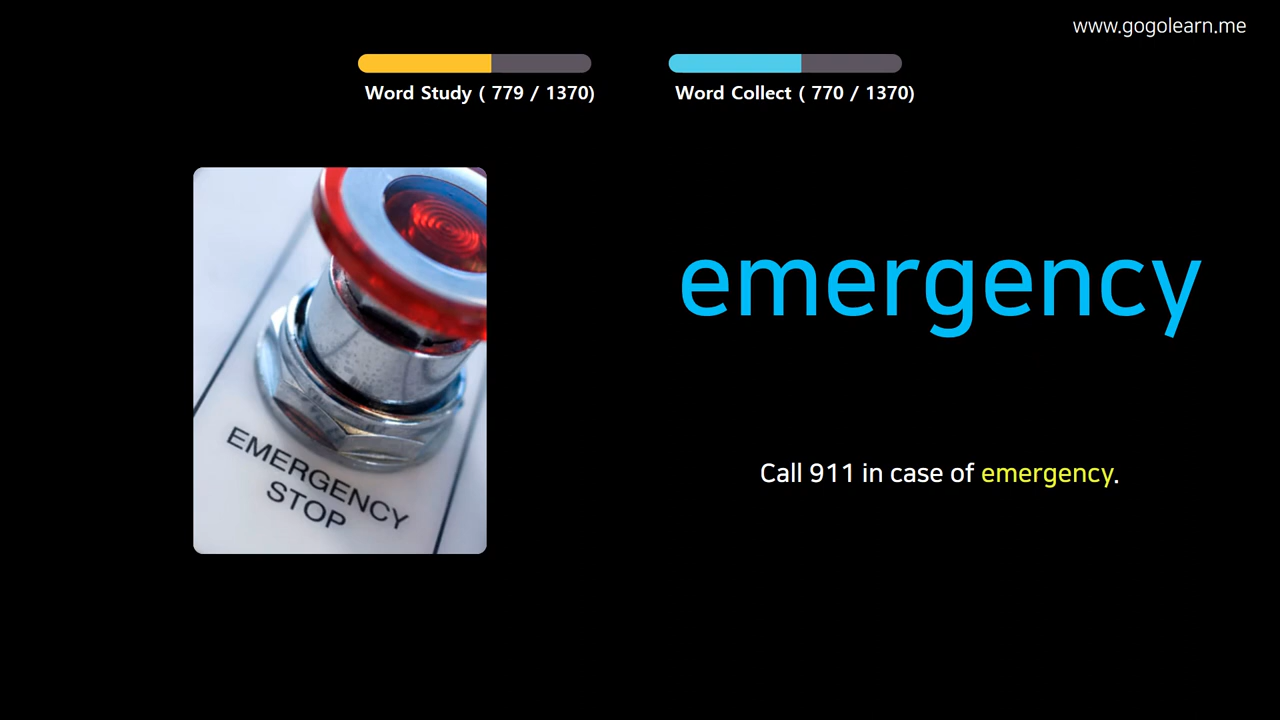 www.gogolearn.me
Word Study ( 779 / 1370)
Word Collect ( 770 / 1370)
emergency
EMERGENCY
STOP
Call 911 in case of emergency.